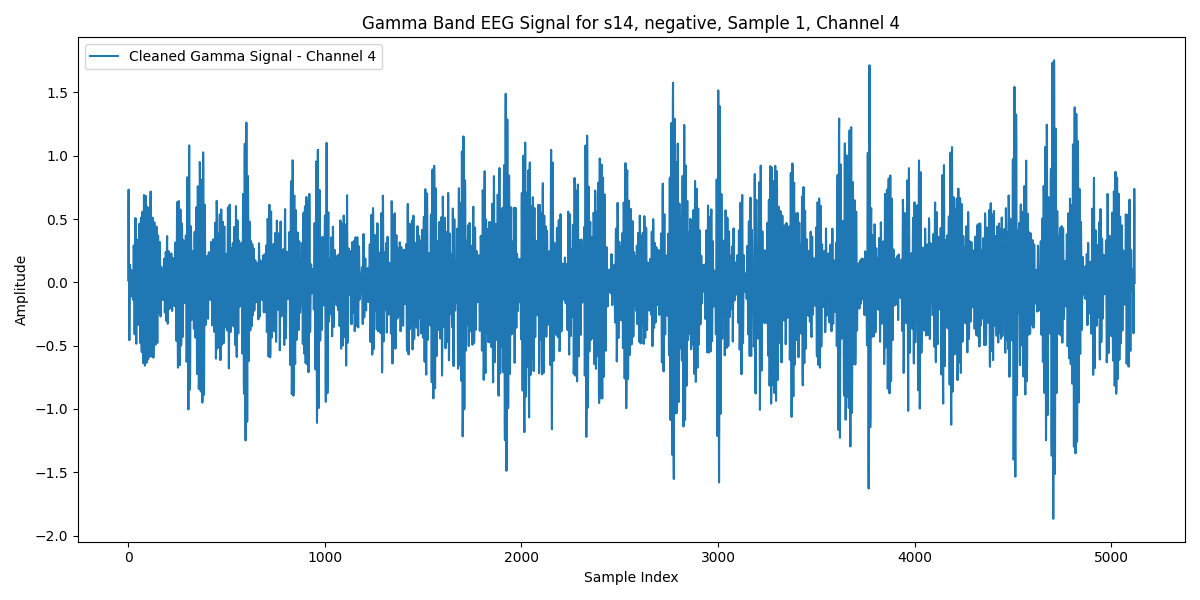 Gamma Band EEG Signal for s14, negative, Sample 1, Channel 4
Cleaned Gamma Signal - Channel 4
1.5
1.0
0.5
0.0
−0.5
−1.0
−1.5
−2.0
Amplitude
0 1000 2000 3000 4000 5000
Sample Index